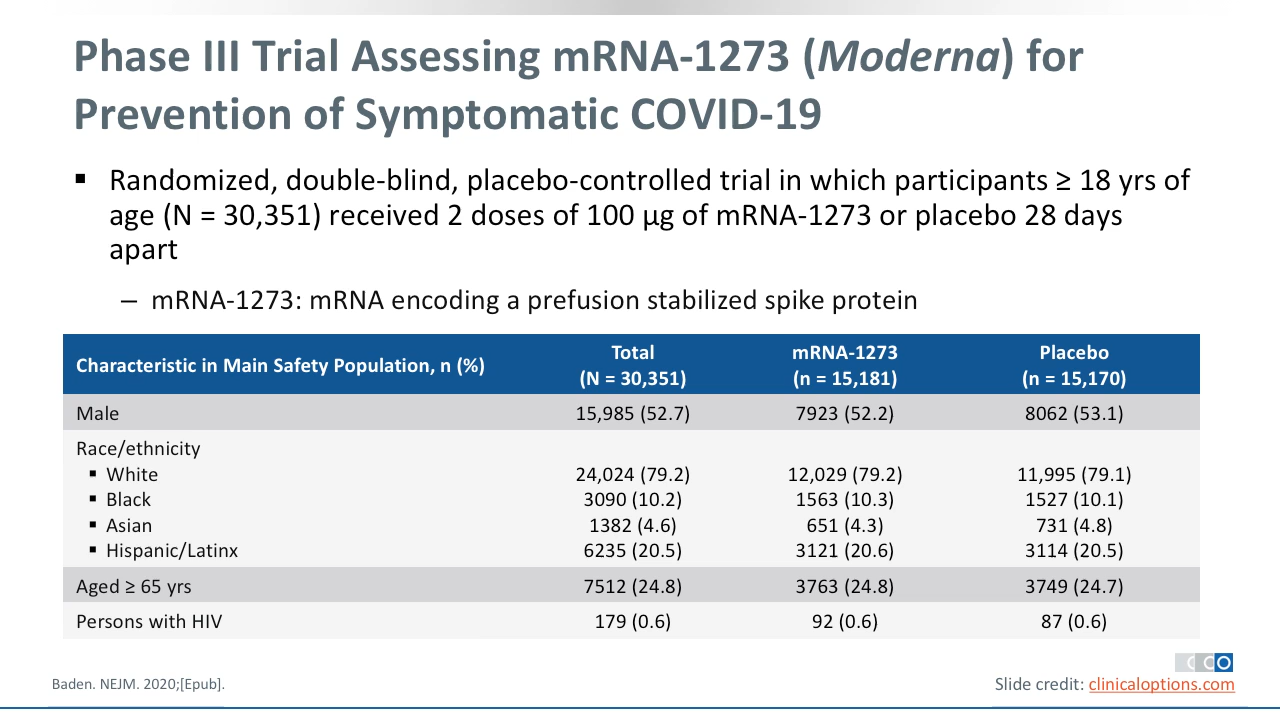 Phase III Trial Assessing mRNA-1273 (Moderna) for
Prevention of Symptomatic COVID-19
▪ Randomized, double-blind, placebo-controlled trial in which participants ≥ 18 yrs of
age (N = 30,351) received 2 doses of 100 µg of mRNA-1273 or placebo 28 days
apart
– mRNA-1273: mRNA encoding a prefusion stabilized spike protein
Characteristic in Main Safety Population, n (%) Total (N = 30,351) mRNA-1273 (n = 15,181) Placebo (n = 15,170)
Male 15,985 (52.7) 7923 (52.2) 8062 (53.1)
Race/ethnicity
▪ White 24,024 (79.2) 12,029 (79.2) 11,995 (79.1)
▪ Black 3090 (10.2) 1563 (10.3) 1527 (10.1)
▪ Asian 1382 (4.6) 651 (4.3) 731 (4.8)
▪ Hispanic/Latinx 6235 (20.5) 3121 (20.6) 3114 (20.5)
Aged ≥ 65 yrs 7512 (24.8) 3763 (24.8) 3749 (24.7)
Persons with HIV 179 (0.6) 92 (0.6) 87 (0.6)
CCO
Baden. NEJM. 2020;[Epub]. Slide credit: clinicaloptions.com